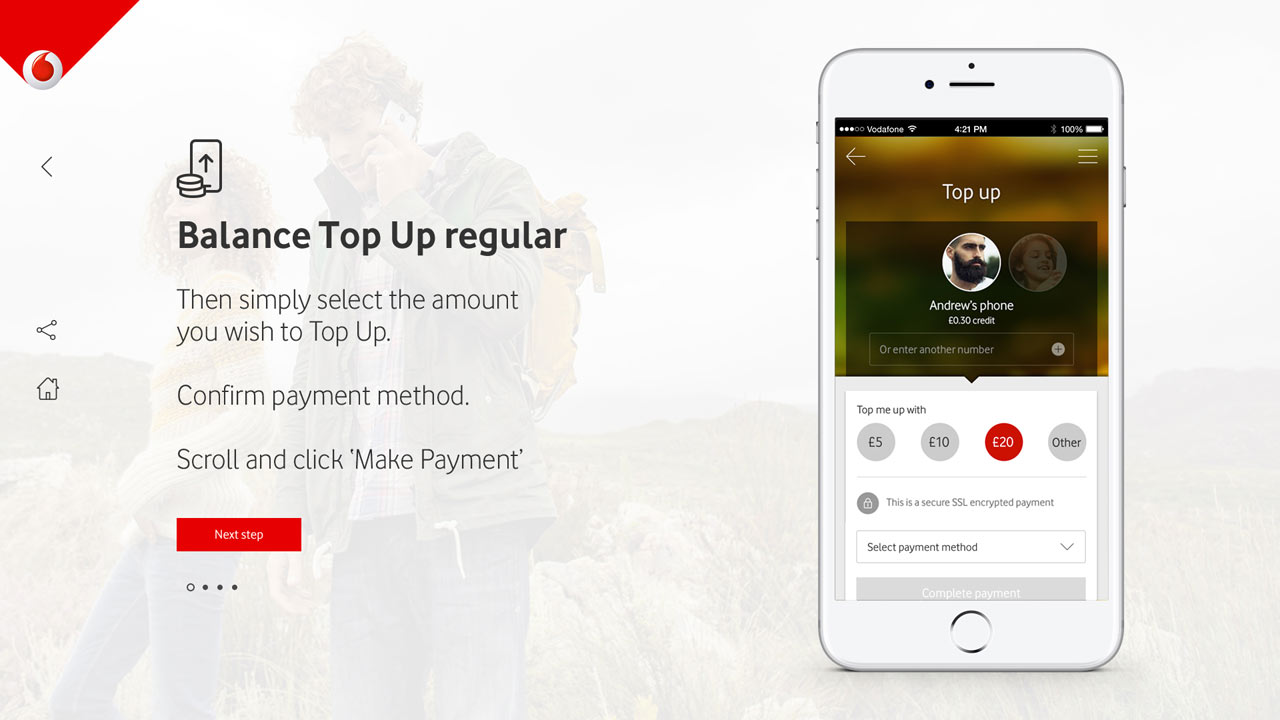 Balance Top Up regular
Then simply select the amount
you wish to Top Up.
Confirm payment method.
Scroll and click ‘Make Payment’
Next step
Vodafone
4:21 PM
100%
Top up
Andrew’s phone
£0.30 credit
Or enter another number
Top me up with
£5
£10
£20
Other
This is a secure SSL encrypted payment
Select payment method
Complete payment